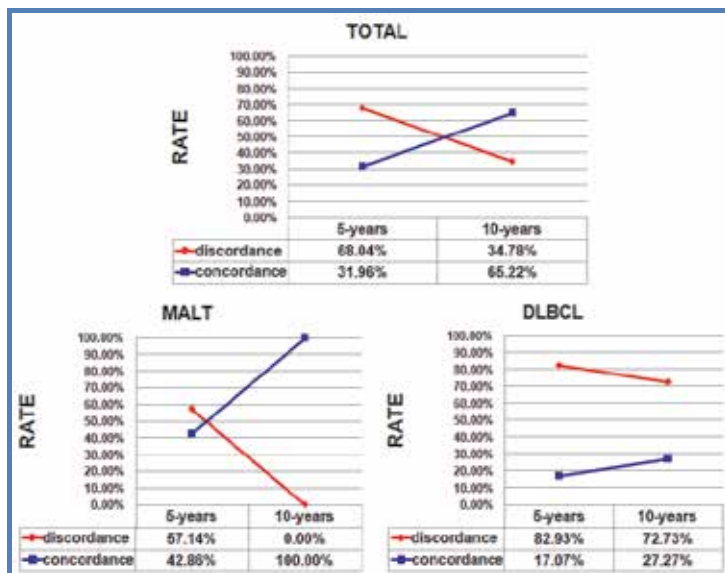 TOTAL
RATE
100.00%
90.00%
80.00%
70.00%
60.00%
50.00%
40.00%
30.00%
20.00%
10.00%
0.00%
5-years 10-years
discordance 68.04% 34.78%
concordance 31.96% 65.22%
MALT
RATE
100.00%
90.00%
80.00%
70.00%
60.00%
50.00%
40.00%
30.00%
20.00%
10.00%
0.00%
5-years 10-years
discordance 57.14% 0.00%
concordance 42.86% 100.00%
DLBCL
RATE
100.00%
90.00%
80.00%
70.00%
60.00%
50.00%
40.00%
30.00%
20.00%
10.00%
0.00%
5-years 10-years
discordance 82.93% 72.73%
concordance 17.07% 27.27%